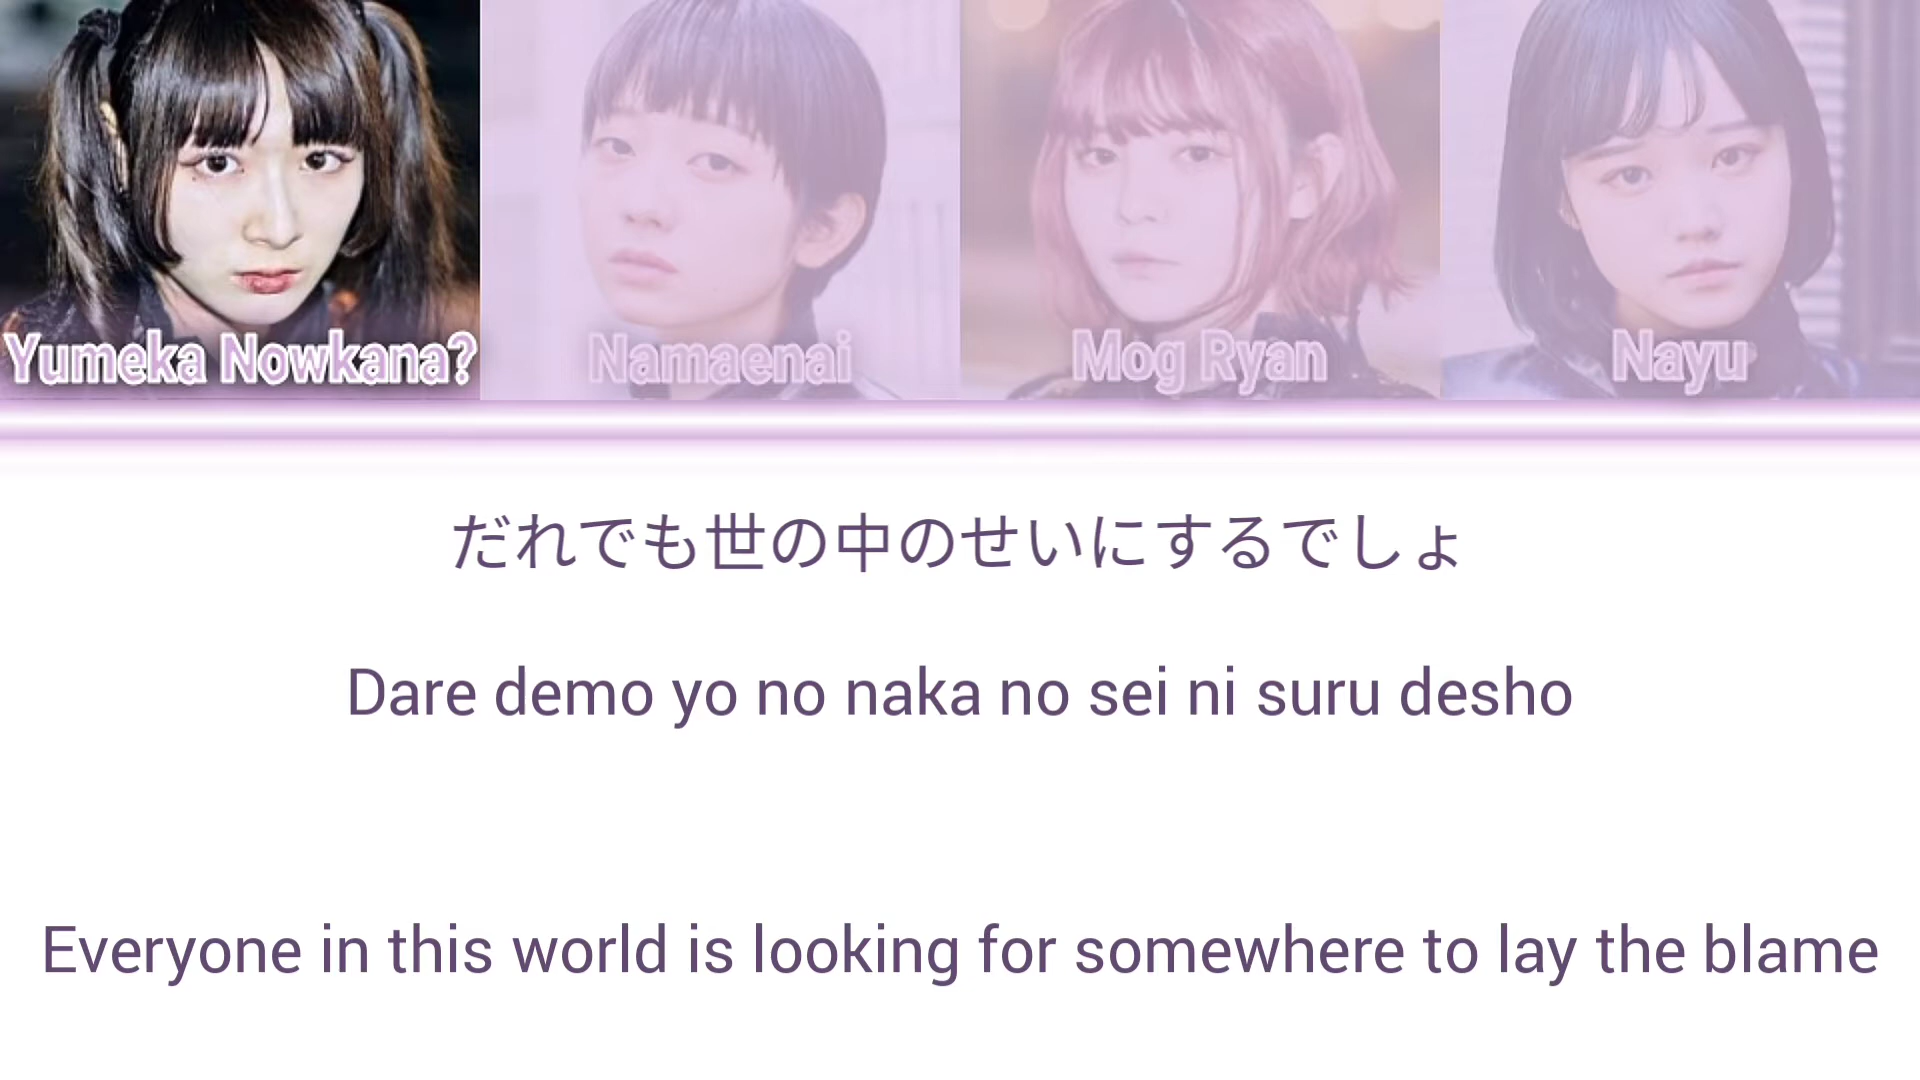 Yumeka Nowkana? Namaenai Mog Ryan Nayu
だれでも世の中のせいにするでしょ
Dare demo yo no naka no sei ni suru desho
Everyone in this world is looking for somewhere to lay the blame